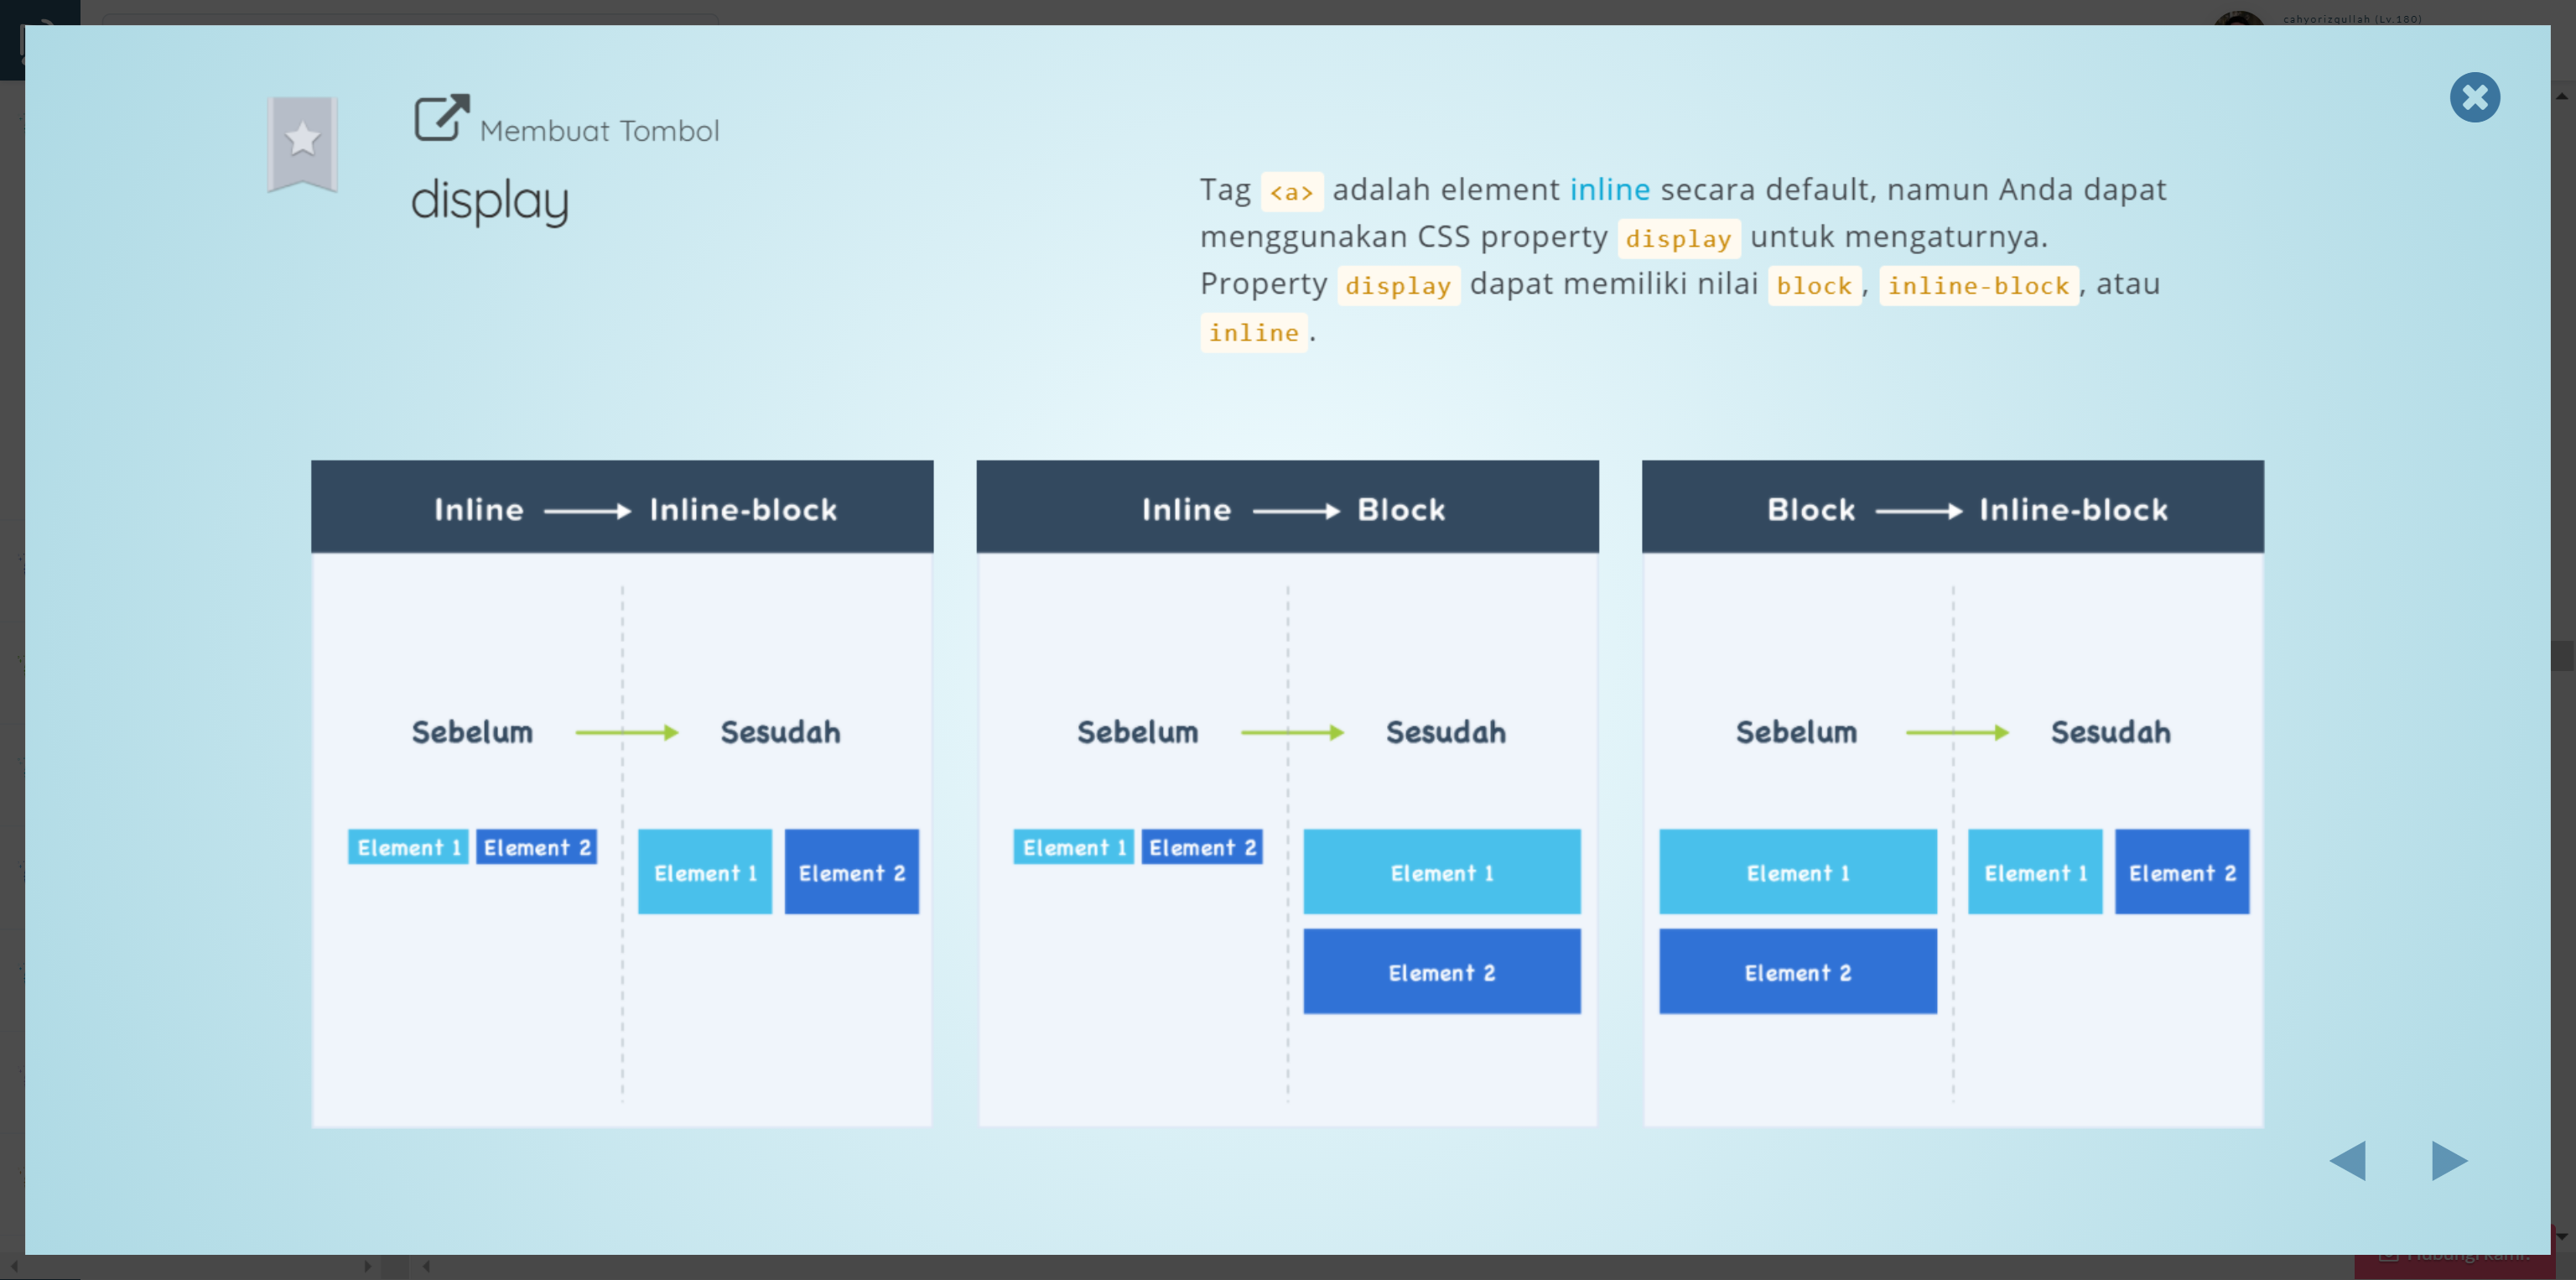 cahyorizqullah (Lv.180)
Membuat Tombol
display
Tag <a> adalah element inline secara default, namun Anda dapat
menggunakan CSS property display untuk mengaturnya.
Property display dapat memiliki nilai block, inline-block, atau
inline.
Inline Inline-block
Sebelum Sesudah
Element 1 Element 2
Element 1 Element 2
Inline Block
Sebelum Sesudah
Element 1 Element 2
Element 1
Element 2
Block Inline-block
Sebelum Sesudah
Element 1
Element 2
Element 1 Element 2